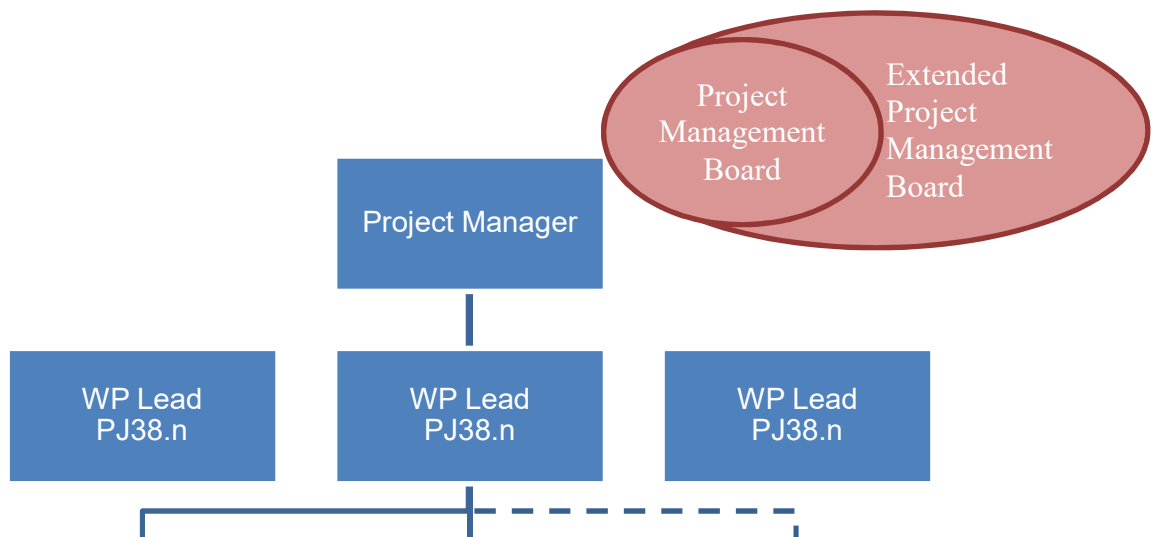 Project
Management
Board
Extended
Project
Management
Board
Project Manager
WP Lead
PJ38.n
WP Lead
PJ38.n
WP Lead
PJ38.n